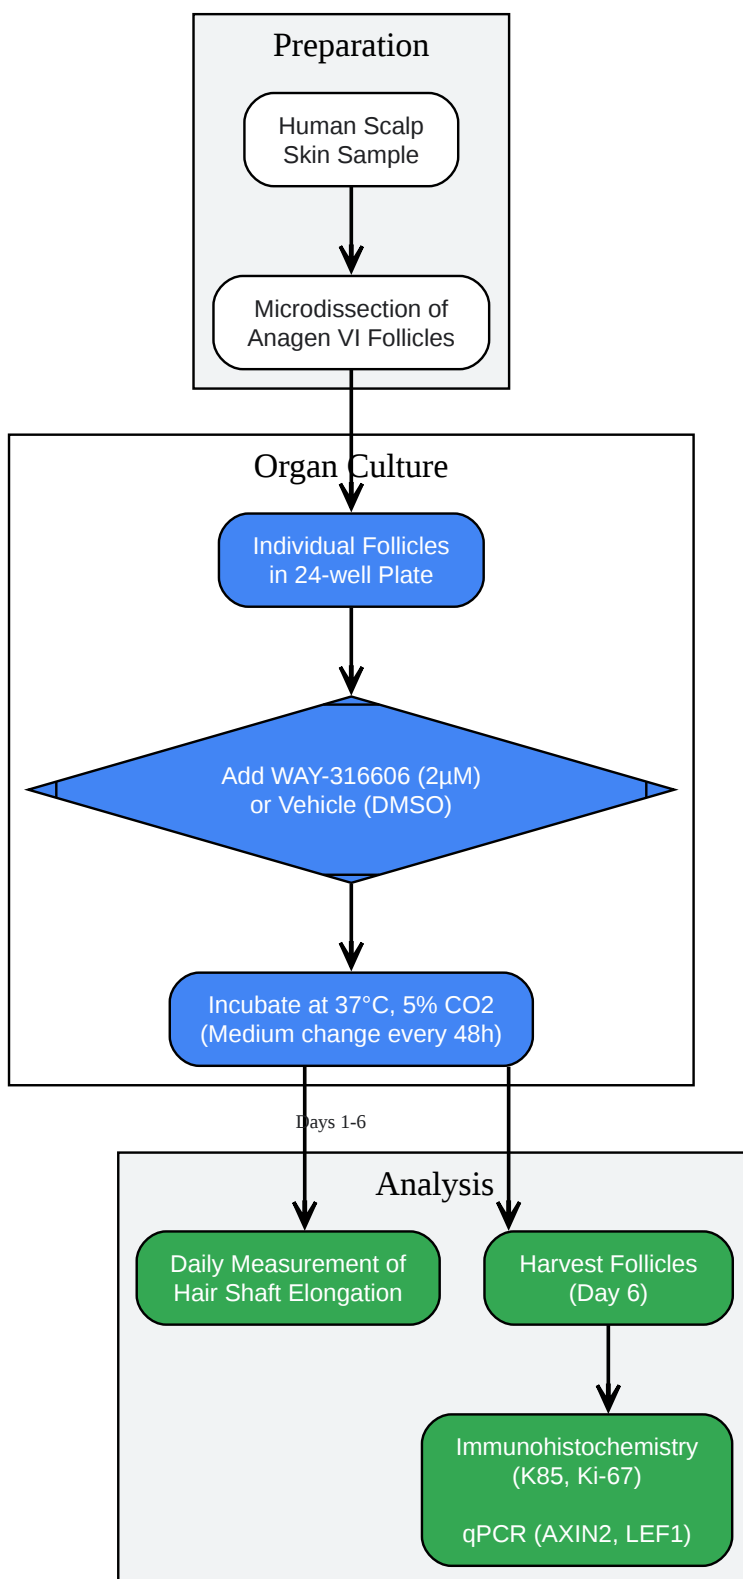 Preparation
Human Scalp
Skin Sample
Microdissection of
Anagen VI Follicles
Organ Culture
Individual Follicles
in 24-well Plate
Add WAY-316606 (2µM)
or Vehicle (DMSO)
Incubate at 37°C, 5% CO2
(Medium change every 48h)
Days 1-6
Analysis
Daily Measurement of
Hair Shaft Elongation
Harvest Follicles
(Day 6)
Immunohistochemistry
(K85, Ki-67)
qPCR (AXIN2, LEF1)